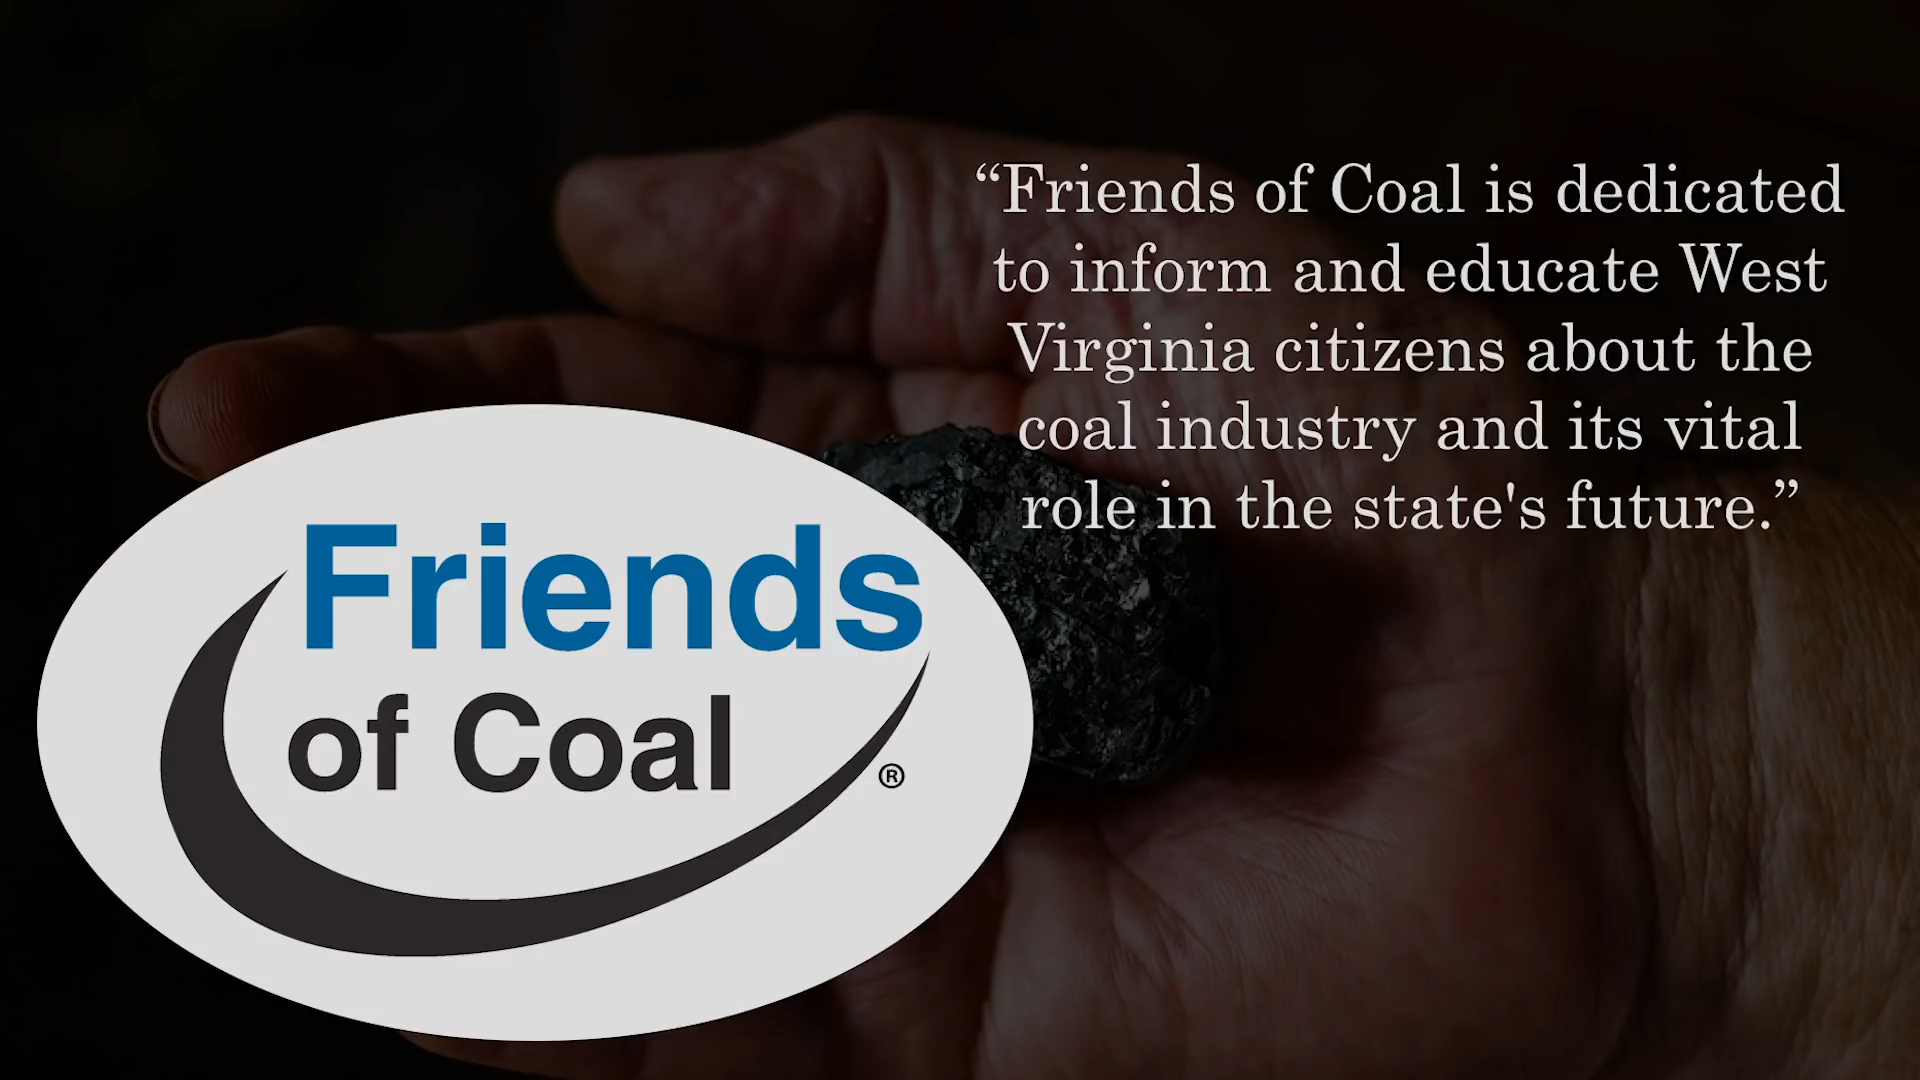 “Friends of Coal is dedicated
to inform and educate West
Virginia citizens about the
coal industry and its vital
role in the state's future.”
Friends
of Coal
®